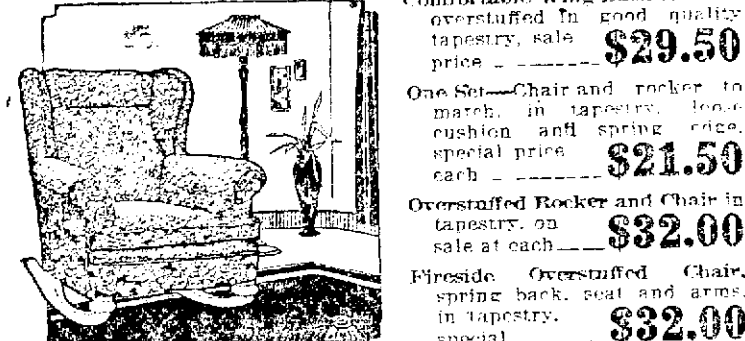 overstuffed in good quality
tapestry, sale
price $29.50
One Set—Chair and rocker to
match, in tapestry, loose
cushion and spring edge,
special price
each $21.50
Overstuffed Rocker and Chair in
tapestry, on
sale at each $32.00
Fireside Overstuffed Chair,
spring back, seat and arms,
in tapestry,
special $32.00